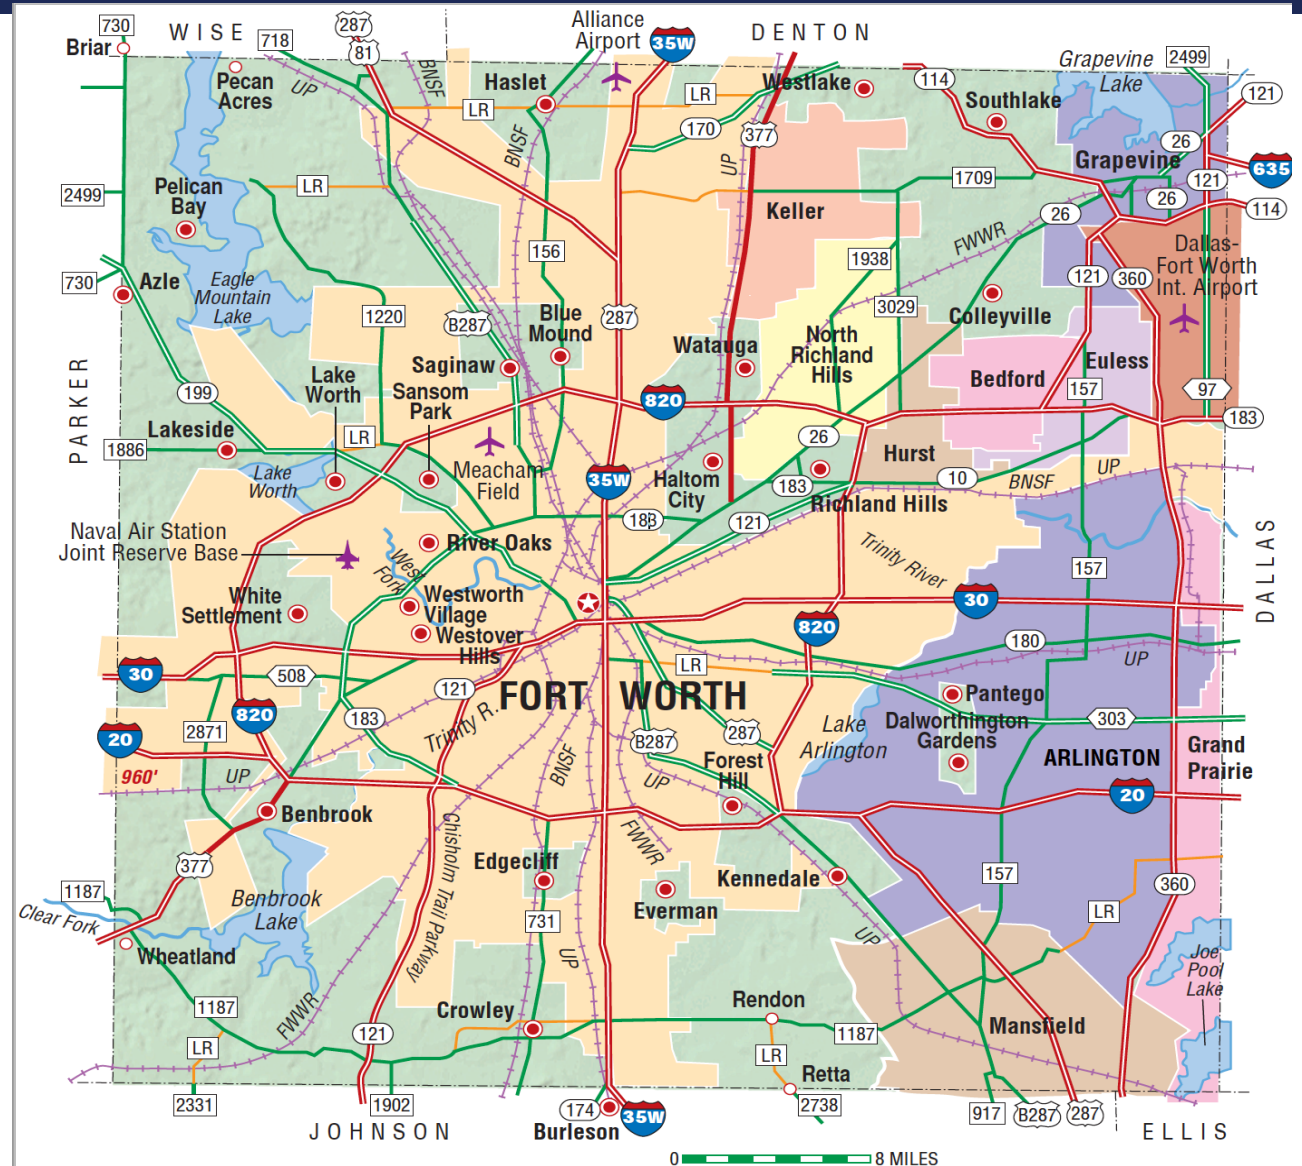 WISE
DENTON
730
Briar
718
287
81
Alliance
Airport
35W
Grapevine
Lake
2499
121
Pecan
Acres
UP
BNSF
Haslet
LR
LR
Westlake
114
Southlake
170
377
26
Grapevine
635
BNSF
UP
2499
Pelican
Bay
LR
1709
121
26
114
Keller
26
FWWR
Dallas-
Fort Worth
Int. Airport
730
Azle
Eagle
Mountain
Lake
156
1938
121
360
3029
Colleyville
1220
B287
Blue
Mound
287
North
Richland
Hills
Watauga
Euless
PARKER
Saginaw
Lake
Worth
Sansom
Park
Bedford
157
97
199
820
183
Lakeside
1886
LR
26
Hurst
Lake
Worth
Meacham
Field
35W
Haltom
City
183
10
BNSF
UP
Richland Hills
Naval Air Station
Joint Reserve Base
183
121
River Oaks
Trinity River
DALLAS
West
Fork
157
White
Settlement
Westworth
Village
30
Westover
Hills
820
180
UP
30
508
LR
121
FORT WORTH
Pantego
820
183
Trinity R.
287
Lake
Arlington
Dalworthington
Gardens
303
20
2871
B287
960'
UP
BNSF
UP
Forest
Hill
ARLINGTON
Grand
Prairie
20
Benbrook
Chisholm Trail Parkway
FWWR
377
Edgecliff
Kennedale
157
360
1187
Clear Fork
Benbrook
Lake
Everman
731
LR
UP
UP
Wheatland
Joe
Pool
Lake
1187
FWWR
Crowley
Rendon
121
1187
Mansfield
LR
LR
Retta
2331
1902
174
35W
2738
917
B287
287
JOHNSON
Burleson
ELLIS
0
8 MILES